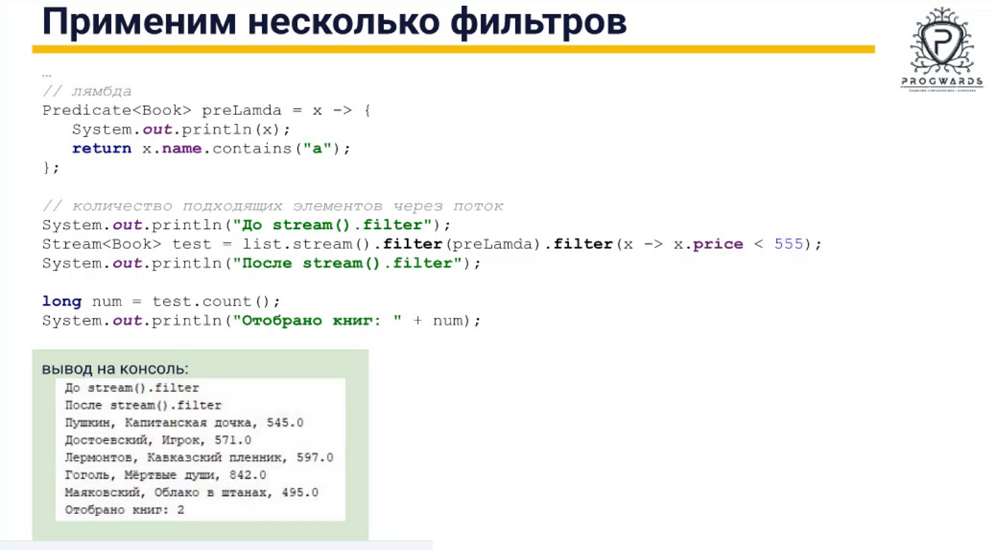 Применим несколько фильтров
PROGWARDS
...
// лямбда
Predicate<Book> preLamda = x -> {
System.out.println(x);
return x.name.contains("а");
};
// количество подходящих элементов через поток
System.out.println("До stream().filter");
Stream<Book> test = list.stream().filter(preLamda).filter(x -> x.price < 555);
System.out.println("После stream().filter");
long num = test.count();
System.out.println("Отобрано книг: " + num);
вывод на консоль:
До stream().filter
После stream().filter
Пушкин, Капитанская дочка, 545.0
Достоевский, Игрок, 571.0
Лермонтов, Кавказский пленник, 597.0
Гоголь, Мёртвые души, 842.0
Маяковский, Облако в штанах, 495.0
Отобрано книг: 2